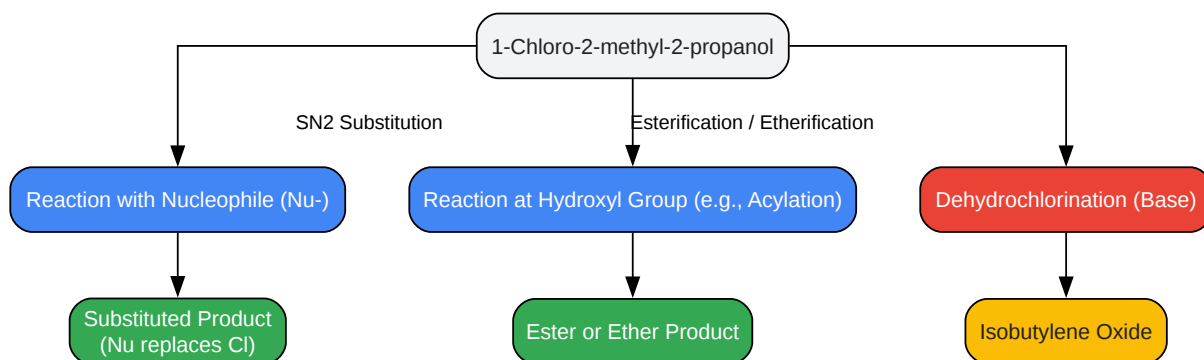 1-Chloro-2-methyl-2-propanol
SN2 Substitution
Esterification / Etherification
Reaction with Nucleophile (Nu-)
Reaction at Hydroxyl Group (e.g., Acylation)
Dehydrochlorination (Base)
Substituted Product
(Nu replaces Cl)
Ester or Ether Product
Isobutylene Oxide